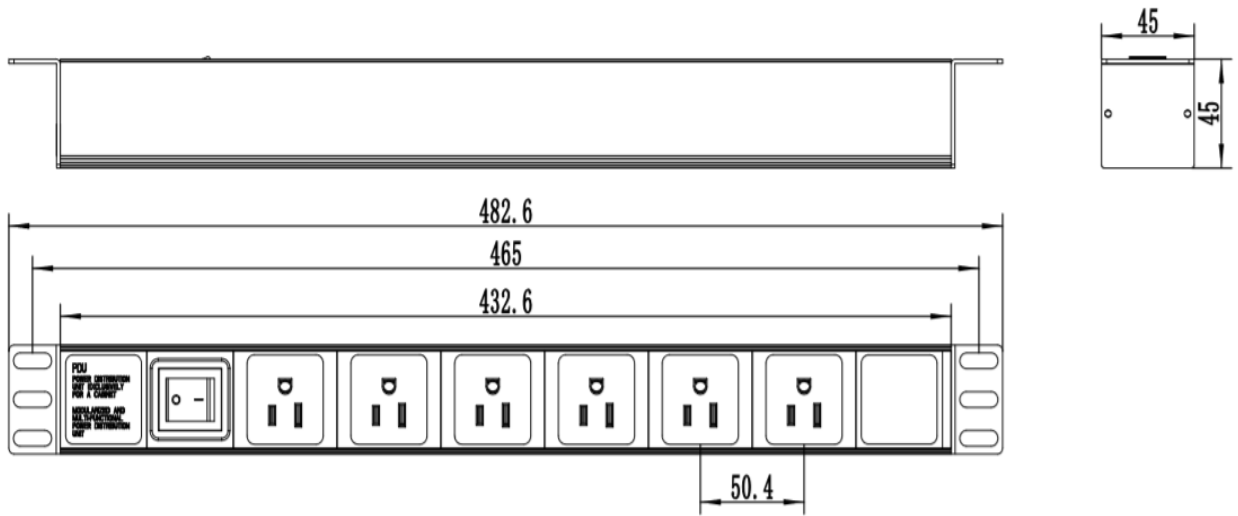 45
45
482.6
465
432.6
PDU
POWER DISTRIBUTION
UNIT EXCLUSIVELY
FOR A CABINET
MODULARIZED AND
MULTI-FUNCTIONAL
POWER DISTRIBUTION
UNIT
50.4